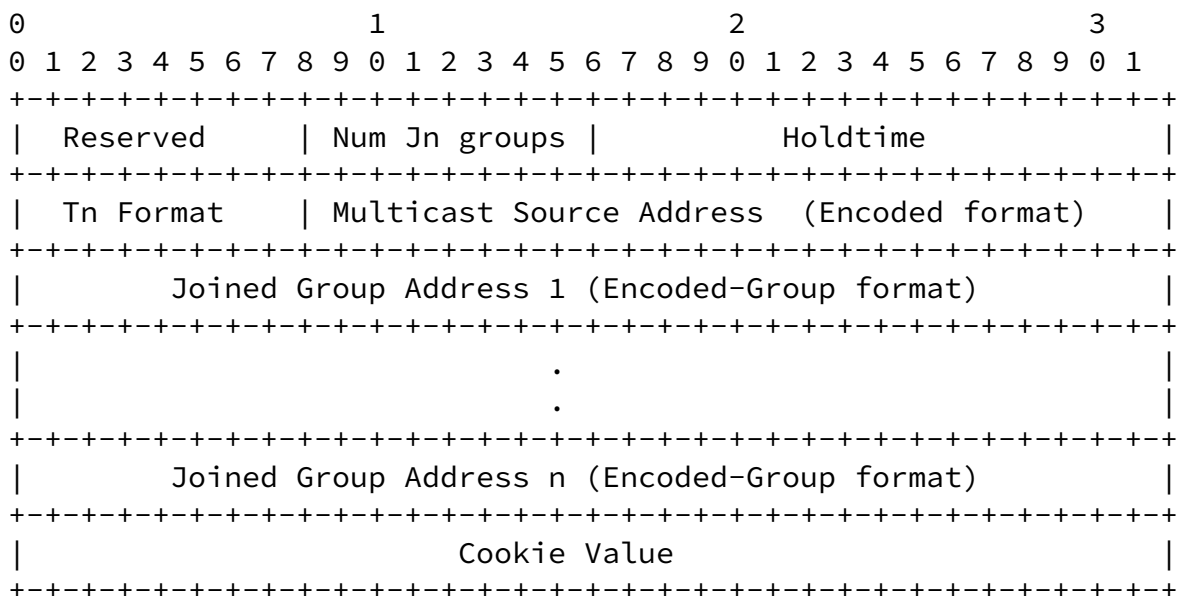 0                   1                   2                   3
0 1 2 3 4 5 6 7 8 9 0 1 2 3 4 5 6 7 8 9 0 1 2 3 4 5 6 7 8 9 0 1
+-+-+-+-+-+-+-+-+-+-+-+-+-+-+-+-+-+-+-+-+-+-+-+-+-+-+-+-+-+-+-+-+
|  Reserved     | Num Jn groups |          Holdtime             |
+-+-+-+-+-+-+-+-+-+-+-+-+-+-+-+-+-+-+-+-+-+-+-+-+-+-+-+-+-+-+-+-+
|  Tn Format    | Multicast Source Address  (Encoded format)    |
+-+-+-+-+-+-+-+-+-+-+-+-+-+-+-+-+-+-+-+-+-+-+-+-+-+-+-+-+-+-+-+-+
|        Joined Group Address 1 (Encoded-Group format)          |
+-+-+-+-+-+-+-+-+-+-+-+-+-+-+-+-+-+-+-+-+-+-+-+-+-+-+-+-+-+-+-+-+
|                             .                                 |
|                             .                                 |
+-+-+-+-+-+-+-+-+-+-+-+-+-+-+-+-+-+-+-+-+-+-+-+-+-+-+-+-+-+-+-+-+
|        Joined Group Address n (Encoded-Group format)          |
+-+-+-+-+-+-+-+-+-+-+-+-+-+-+-+-+-+-+-+-+-+-+-+-+-+-+-+-+-+-+-+-+
|                        Cookie Value                           |
+-+-+-+-+-+-+-+-+-+-+-+-+-+-+-+-+-+-+-+-+-+-+-+-+-+-+-+-+-+-+-+-+